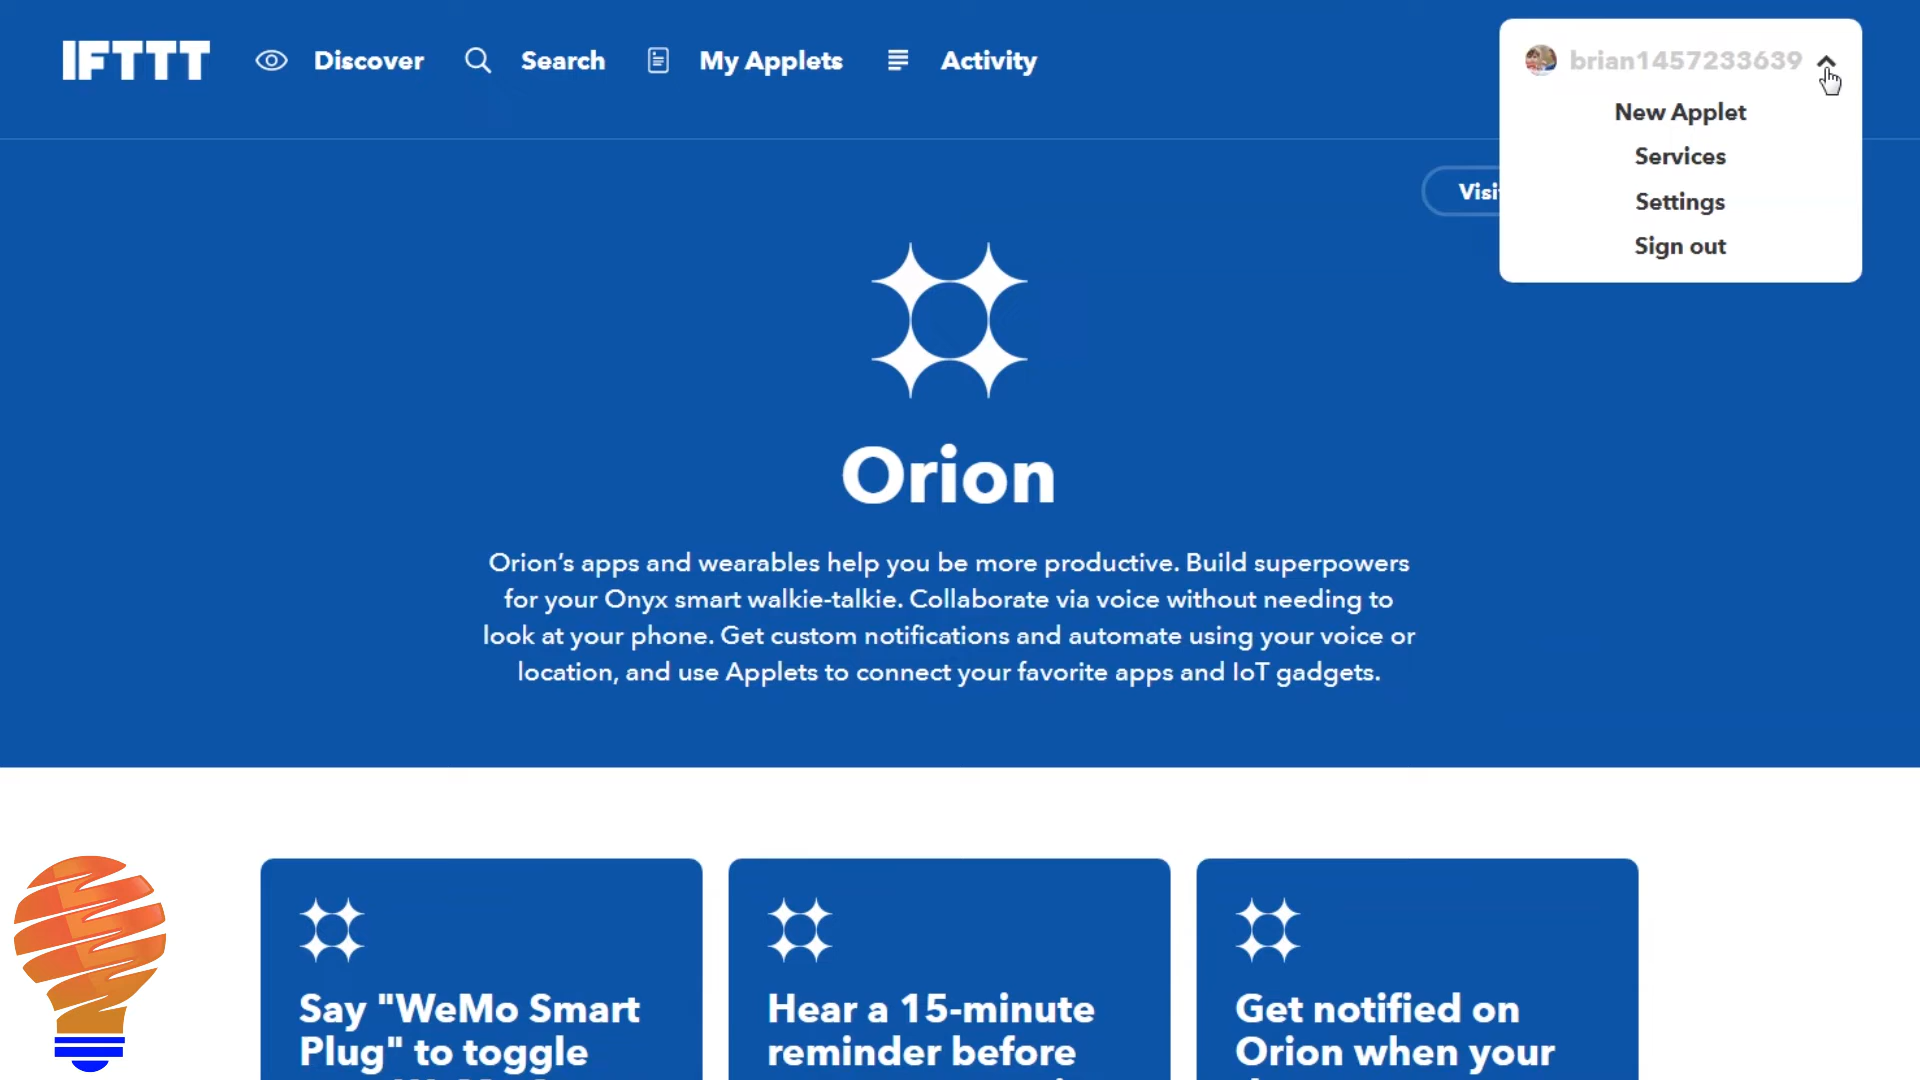 IFTTT
Discover
Search
My Applets
Activity
brian1457233639
New Applet
Services
Settings
Sign out
Orion
Orion's apps and wearables help you be more productive. Build superpowers
for your Onyx smart walkie-talkie. Collaborate via voice without needing to
look at your phone. Get custom notifications and automate using your voice or
location, and use Applets to connect your favorite apps and IoT gadgets.
Say "WeMo Smart
Plug" to toggle
Hear a 15-minute
reminder before
Get notified on
Orion when your